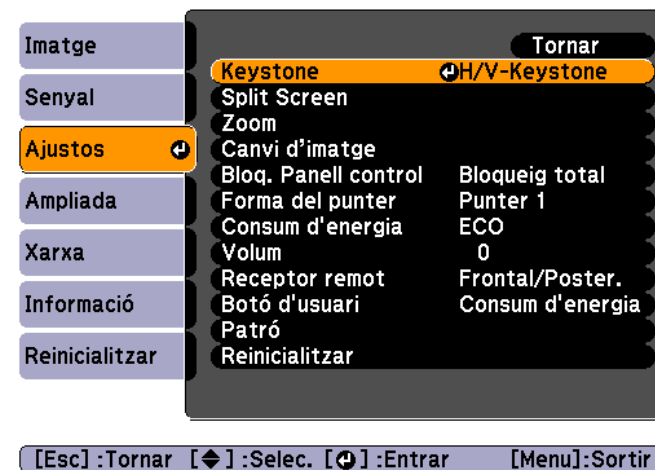 Imatge
Senyal
Ajustos
Ampliada
Xarxa
Informació
Reinicialitzar
Tornar
Keystone H/V-Keystone
Split Screen
Zoom
Canvi d'imatge
Bloq. Panell control Bloqueig total
Forma del punter Punter 1
Consum d'energia ECO
Volum 0
Receptor remot Frontal/Poster.
Botó d'usuari Consum d'energia
Patró
Reinicialitzar
[Esc] :Tornar [◆] :Selec. [↵] :Entrar [Menu]:Sortir